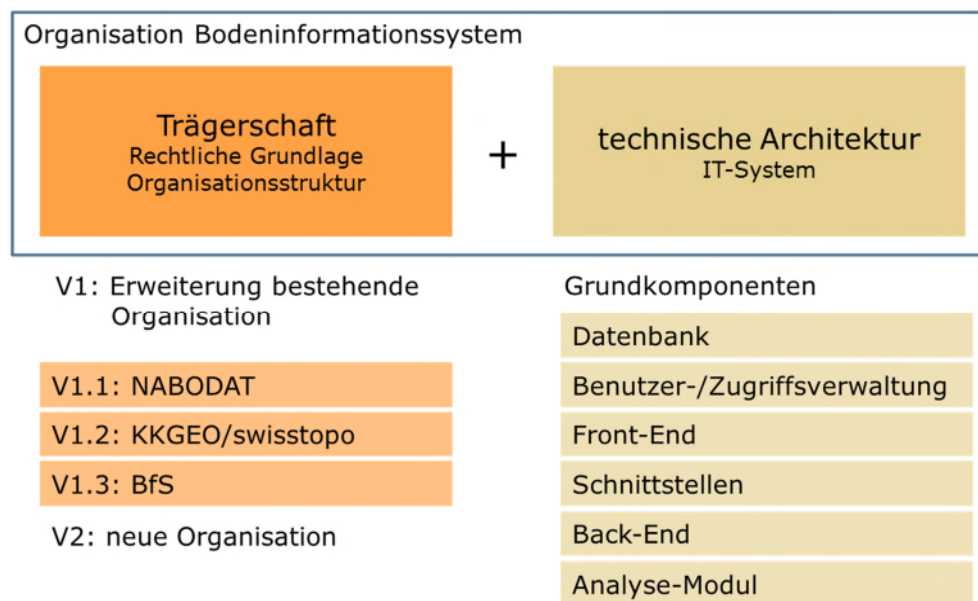 Organisation Bodeninformationssystem
Trägerschaft
Rechtliche Grundlage
Organisationsstruktur
+
technische Architektur
IT-System
V1: Erweiterung bestehende
Organisation
V1.1: NABODAT
V1.2: KKGEO/swisstopo
V1.3: BfS
V2: neue Organisation
Grundkomponenten
Datenbank
Benutzer-/Zugriffsverwaltung
Front-End
Schnittstellen
Back-End
Analyse-Modul